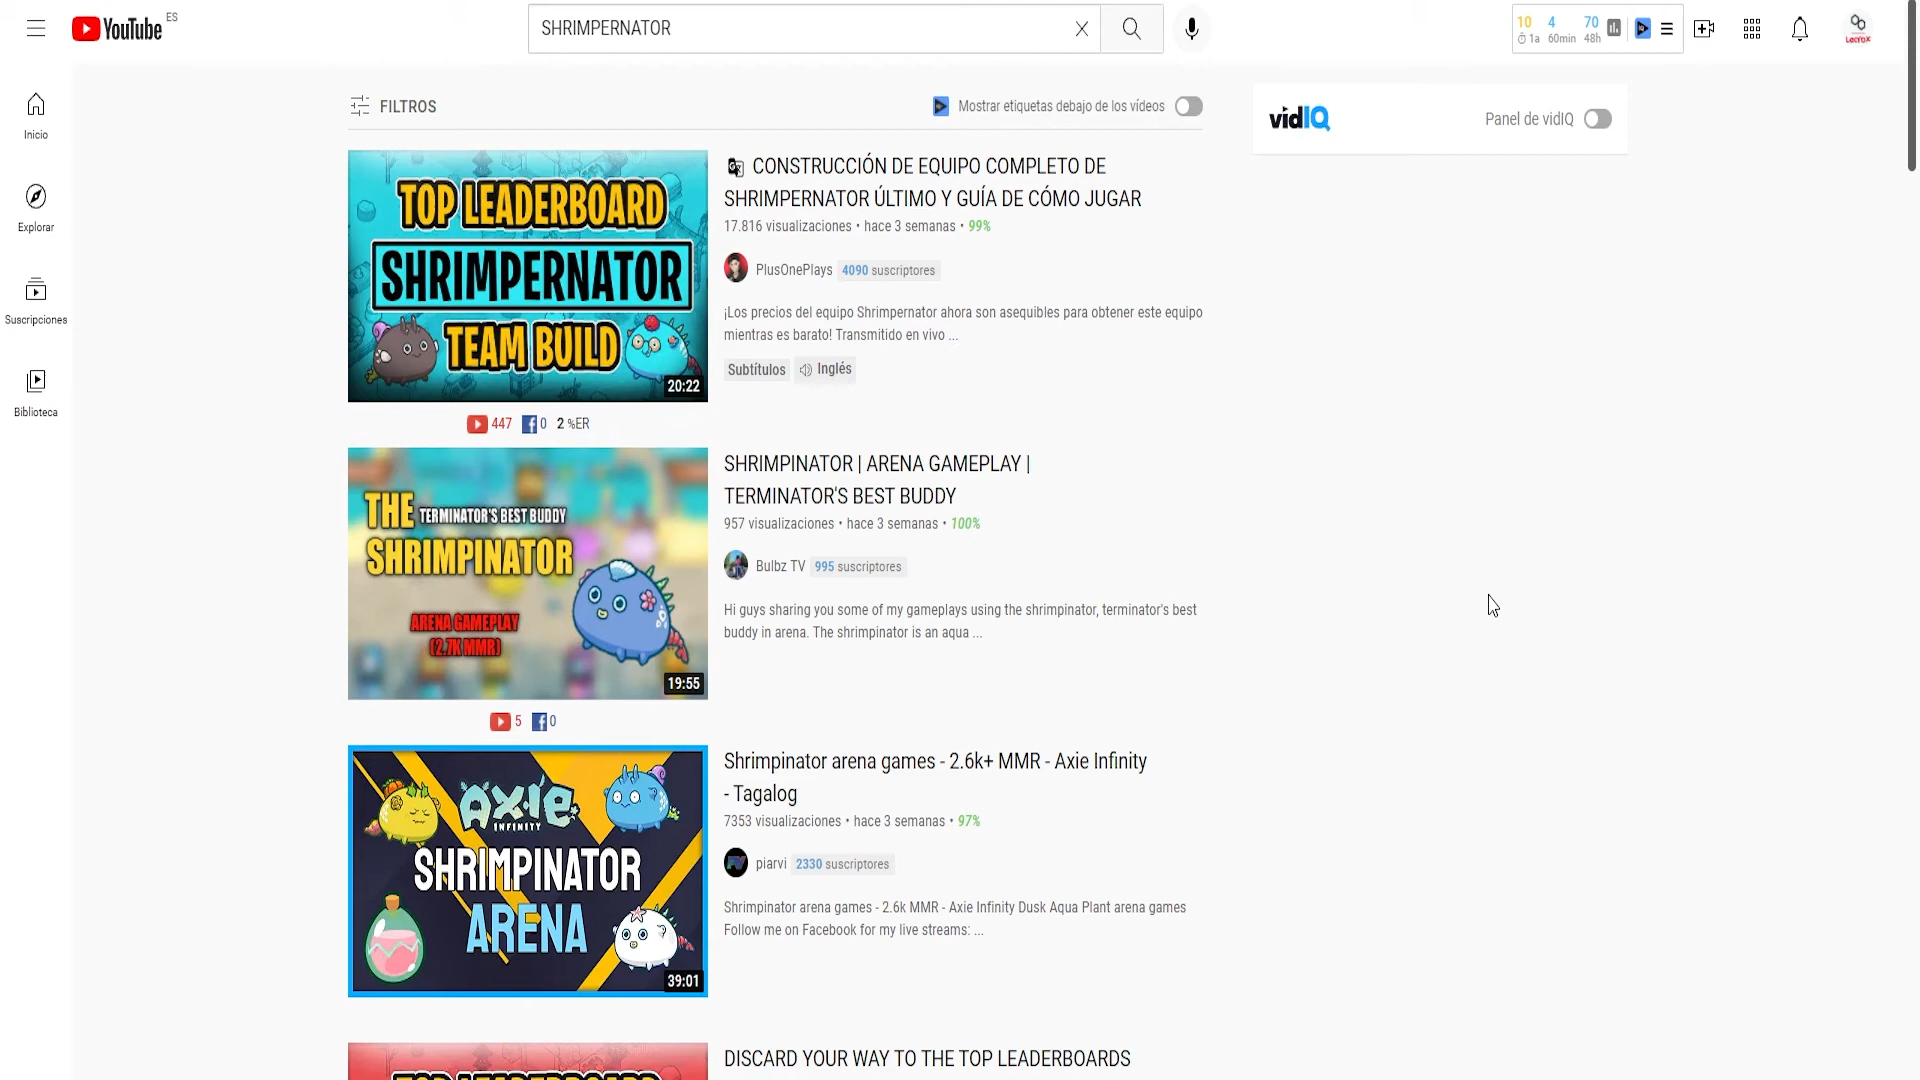 YouTube ES
SHRIMPERNATOR
10 4 70
1a 60min 48h
LECTOX
Inicio
Explorar
Suscripciones
Biblioteca
FILTROS
Mostrar etiquetas debajo de los vídeos
vidIQ
Panel de vidIQ
TOP LEADERBOARD
SHRIMPERNATOR
TEAM BUILD
20:22
CONSTRUCCIÓN DE EQUIPO COMPLETO DE
SHRIMPERNATOR ÚLTIMO Y GUÍA DE CÓMO JUGAR
17.816 visualizaciones • hace 3 semanas • 99%
PlusOnePlays 4090 suscriptores
¡Los precios del equipo Shrimpernator ahora son asequibles para obtener este equipo
mientras es barato! Transmitido en vivo ...
Subtítulos Inglés
447 0 2 %ER
THE TERMINATOR'S BEST BUDDY
SHRIMPINATOR
ARENA GAMEPLAY
(2.7K MMR)
19:55
SHRIMPINATOR | ARENA GAMEPLAY |
TERMINATOR'S BEST BUDDY
957 visualizaciones • hace 3 semanas • 100%
Bulbz TV 995 suscriptores
Hi guys sharing you some of my gameplays using the shrimpinator, terminator's best
buddy in arena. The shrimpinator is an aqua ...
5 0
AXIE
INFINITY
SHRIMPINATOR
ARENA
39:01
Shrimpinator arena games - 2.6k+ MMR - Axie Infinity
- Tagalog
7353 visualizaciones • hace 3 semanas • 97%
piarvi 2330 suscriptores
Shrimpinator arena games - 2.6k MMR - Axie Infinity Dusk Aqua Plant arena games
Follow me on Facebook for my live streams: ...
TOP LEADERBOARD
DISCARD YOUR WAY TO THE TOP LEADERBOARDS